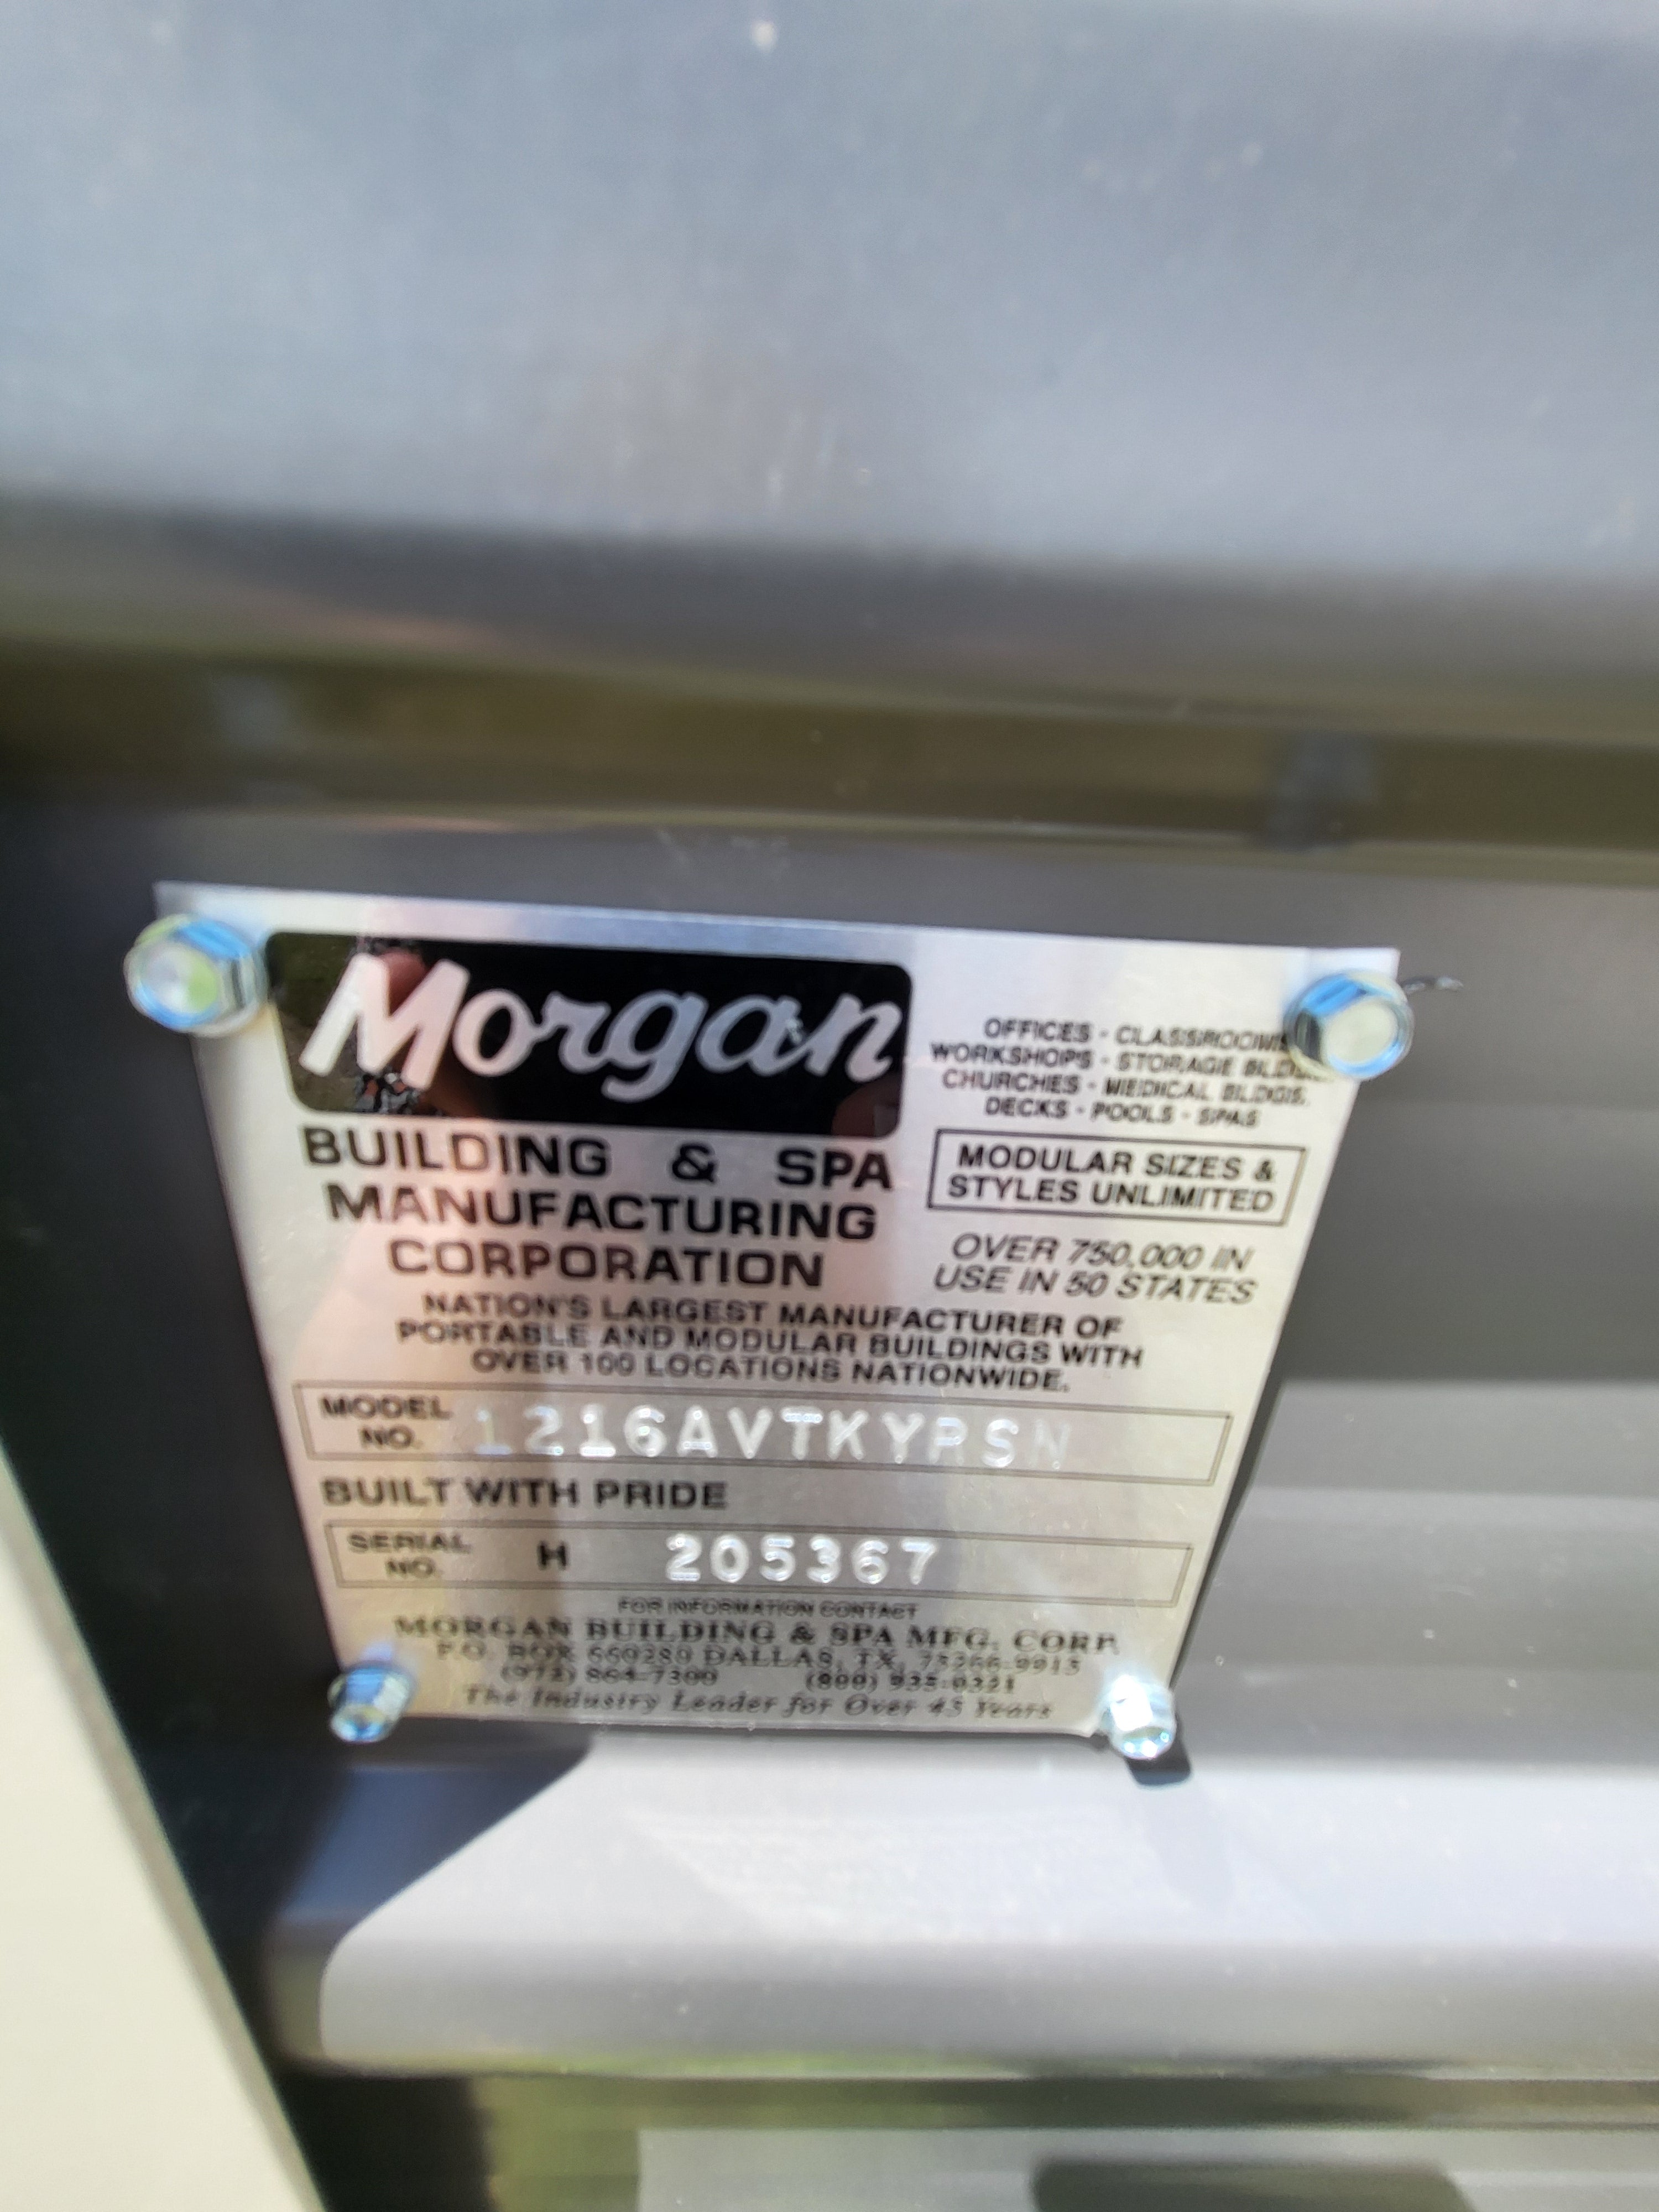 Morgan
BUILDING & SPA
MANUFACTURING
CORPORATION
OFFICES - CLASSROOMS
WORKSHOPS - STORAGE
CHURCHES - MEDICAL BLDGS.
DECKS - POOLS - SPAS
MODULAR SIZES &
STYLES UNLIMITED
OVER 750,000 IN
USE IN 50 STATES
NATION'S LARGEST MANUFACTURER OF
PORTABLE AND MODULAR BUILDINGS WITH
OVER 100 LOCATIONS NATIONWIDE.
MODEL NO. 1216AVTKYPSN
BUILT WITH PRIDE
SERIAL NO. H 205367
FOR INFORMATION CONTACT
MORGAN BUILDING & SPA MFG. CORP.
P.O. BOX 660280 DALLAS, TX,
(972) 864-7300 (800) 935-0321
The Industry Leader for Over 45 Years